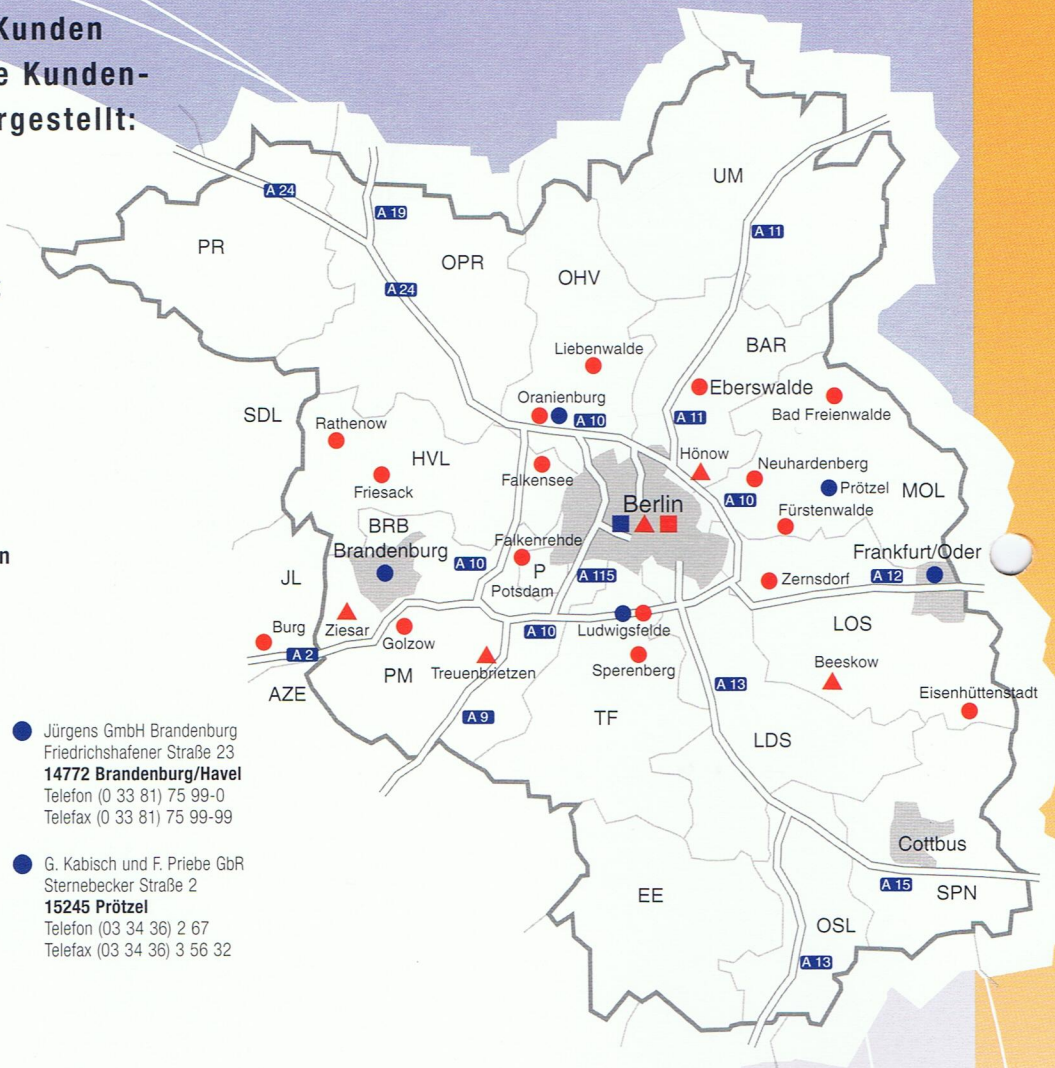 Kunden
e Kunden-
rgestellt:
UM
A 24
A 19
A 11
PR
OPR
OHV
A 24
BAR
Liebenwalde
Eberswalde
Oranienburg
A 10
A 11
Bad Freienwalde
SDL
Rathenow
HVL
Friesack
Falkensee
Hönow
Neuhardenberg
A 10
Prötzel
MOL
Berlin
Fürstenwalde
BRB
Brandenburg
Falkenrehde
A 10
P
Potsdam
A 115
Frankfurt/Oder
Zernsdorf
A 12
n
JL
Burg
Ziesar
Golzow
A 10
Ludwigsfelde
LOS
A 2
PM
Treuenbrietzen
Sperenberg
Beeskow
AZE
A 13
Eisenhüttenstadt
A 9
TF
LDS
Jürgens GmbH Brandenburg
Friedrichshafener Straße 23
14772 Brandenburg/Havel
Telefon (0 33 81) 75 99-0
Telefax (0 33 81) 75 99-99
G. Kabisch und F. Priebe GbR
Sternebecker Straße 2
15245 Prötzel
Telefon (03 34 36) 2 67
Telefax (03 34 36) 3 56 32
Cottbus
A 15
SPN
EE
OSL
A 13